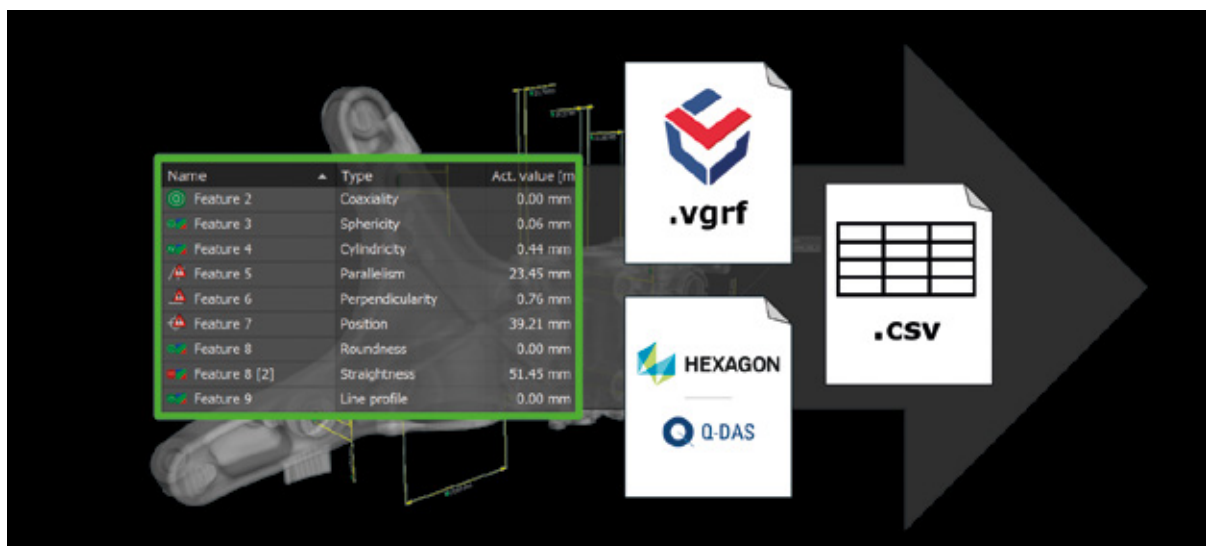 Name Type Act. value [m
Feature 2 Coaxiality 0.00 mm
Feature 3 Sphericity 0.06 mm
Feature 4 Cylindricity 0.44 mm
Feature 5 Parallelism 23.45 mm
Feature 6 Perpendicularity 0.76 mm
Feature 7 Position 39.21 mm
Feature 8 Roundness 0.00 mm
Feature 8 [2] Straightness 51.45 mm
Feature 9 Line profile 0.00 mm
.vgrf
HEXAGON
Q-DAS
.csv